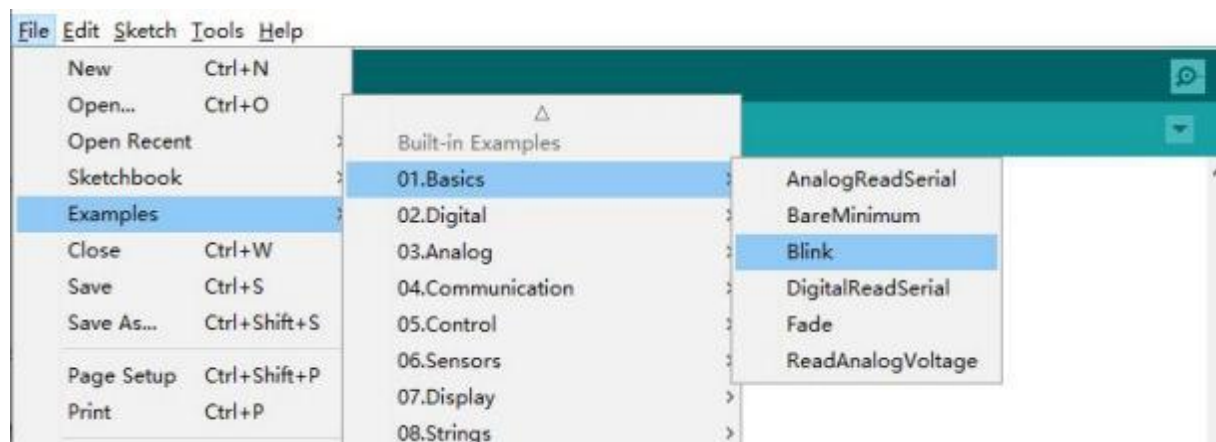 File Edit Sketch Tools Help
New Ctrl+N
Open... Ctrl+O
Open Recent
Sketchbook
Examples
Close Ctrl+W
Save Ctrl+S
Save As... Ctrl+Shift+S
Page Setup Ctrl+Shift+P
Print Ctrl+P
Built-in Examples
01.Basics
02.Digital
03.Analog
04.Communication
05.Control
06.Sensors
07.Display
08.Strings
AnalogReadSerial
BareMinimum
Blink
DigitalReadSerial
Fade
ReadAnalogVoltage